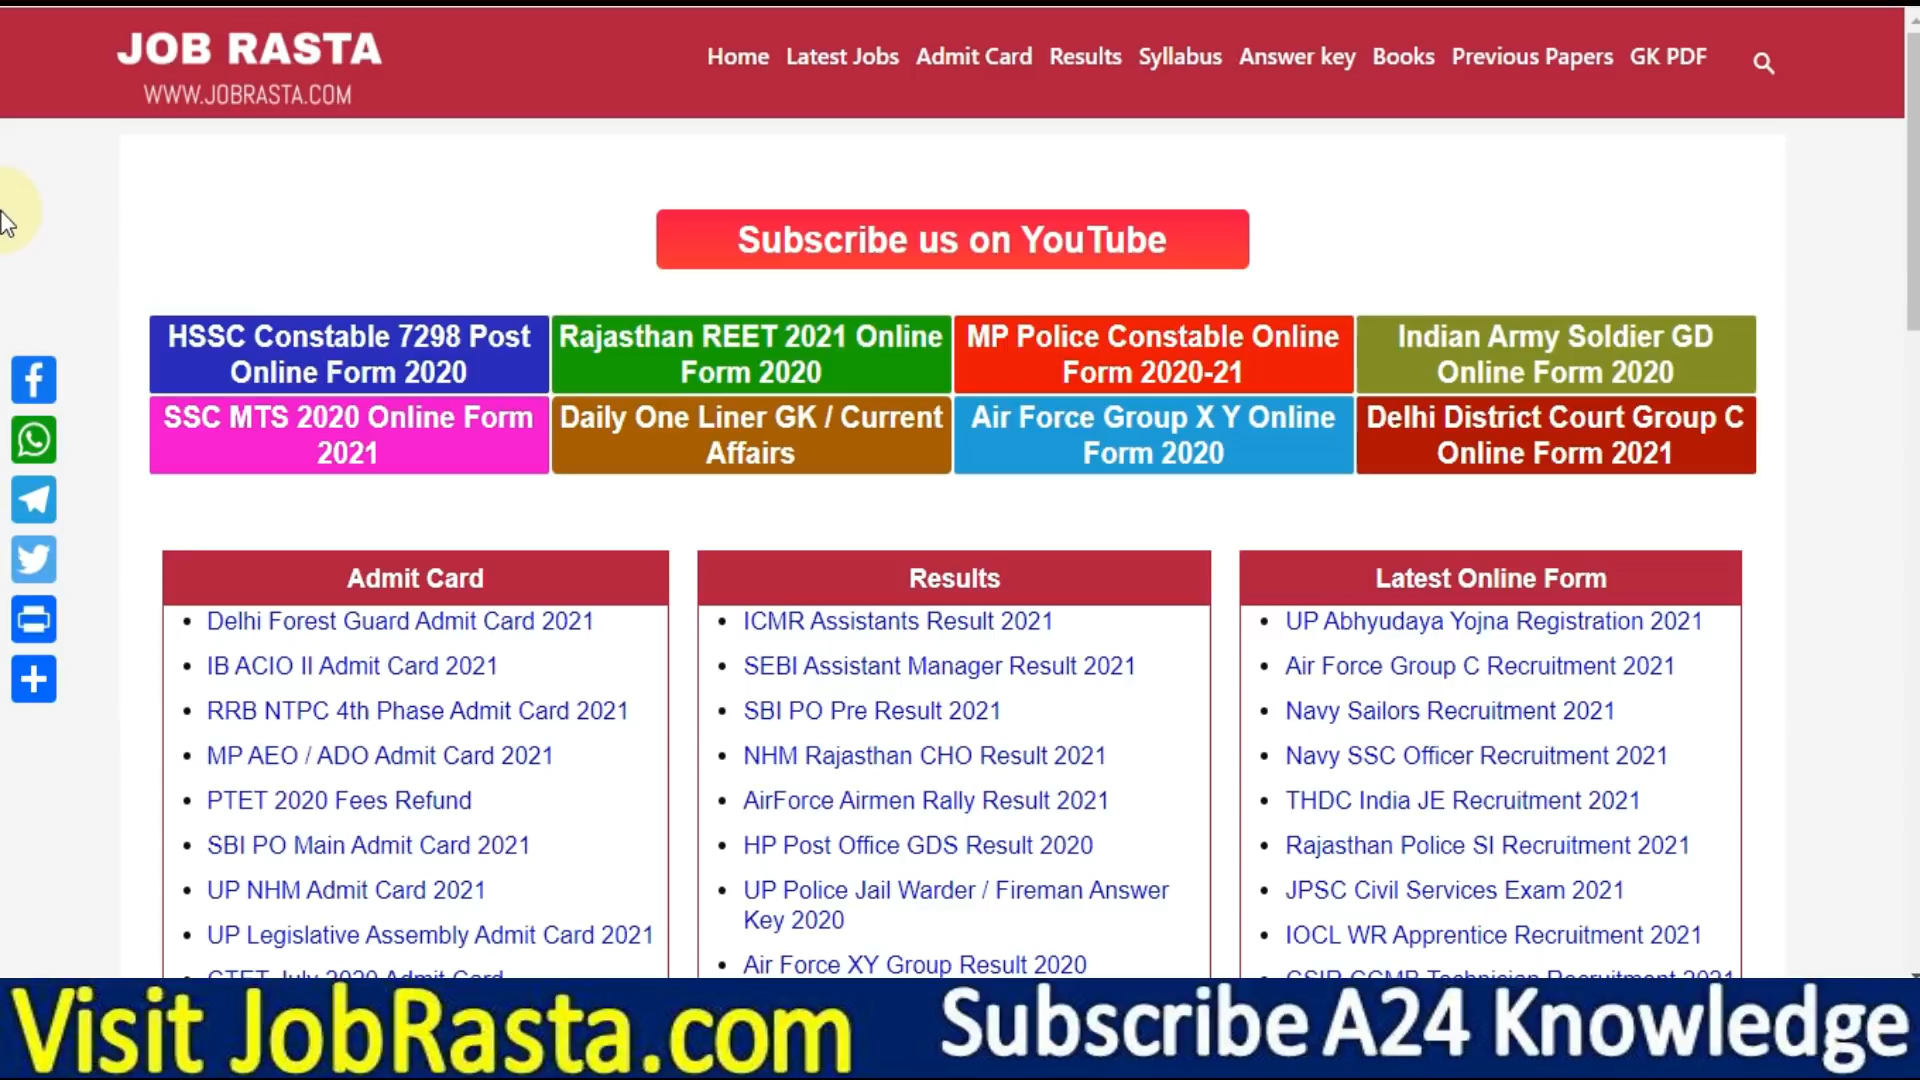 JOB RASTA
WWW.JOBRASTA.COM
Home Latest Jobs Admit Card Results Syllabus Answer key Books Previous Papers GK PDF
Subscribe us on YouTube
HSSC Constable 7298 Post
Online Form 2020
Rajasthan REET 2021 Online
Form 2020
MP Police Constable Online
Form 2020-21
Indian Army Soldier GD
Online Form 2020
SSC MTS 2020 Online Form
2021
Daily One Liner GK / Current
Affairs
Air Force Group X Y Online
Form 2020
Delhi District Court Group C
Online Form 2021
Admit Card
Delhi Forest Guard Admit Card 2021
IB ACIO II Admit Card 2021
RRB NTPC 4th Phase Admit Card 2021
MP AEO / ADO Admit Card 2021
PTET 2020 Fees Refund
SBI PO Main Admit Card 2021
UP NHM Admit Card 2021
UP Legislative Assembly Admit Card 2021
CTET July 2020 Admit Card
Results
ICMR Assistants Result 2021
SEBI Assistant Manager Result 2021
SBI PO Pre Result 2021
NHM Rajasthan CHO Result 2021
AirForce Airmen Rally Result 2021
HP Post Office GDS Result 2020
UP Police Jail Warder / Fireman Answer
Key 2020
Air Force XY Group Result 2020
Latest Online Form
UP Abhyudaya Yojna Registration 2021
Air Force Group C Recruitment 2021
Navy Sailors Recruitment 2021
Navy SSC Officer Recruitment 2021
THDC India JE Recruitment 2021
Rajasthan Police SI Recruitment 2021
JPSC Civil Services Exam 2021
IOCL WR Apprentice Recruitment 2021
CSIR CCMB Technician Recruitment 2021
Visit JobRasta.com
Subscribe A24 Knowledge